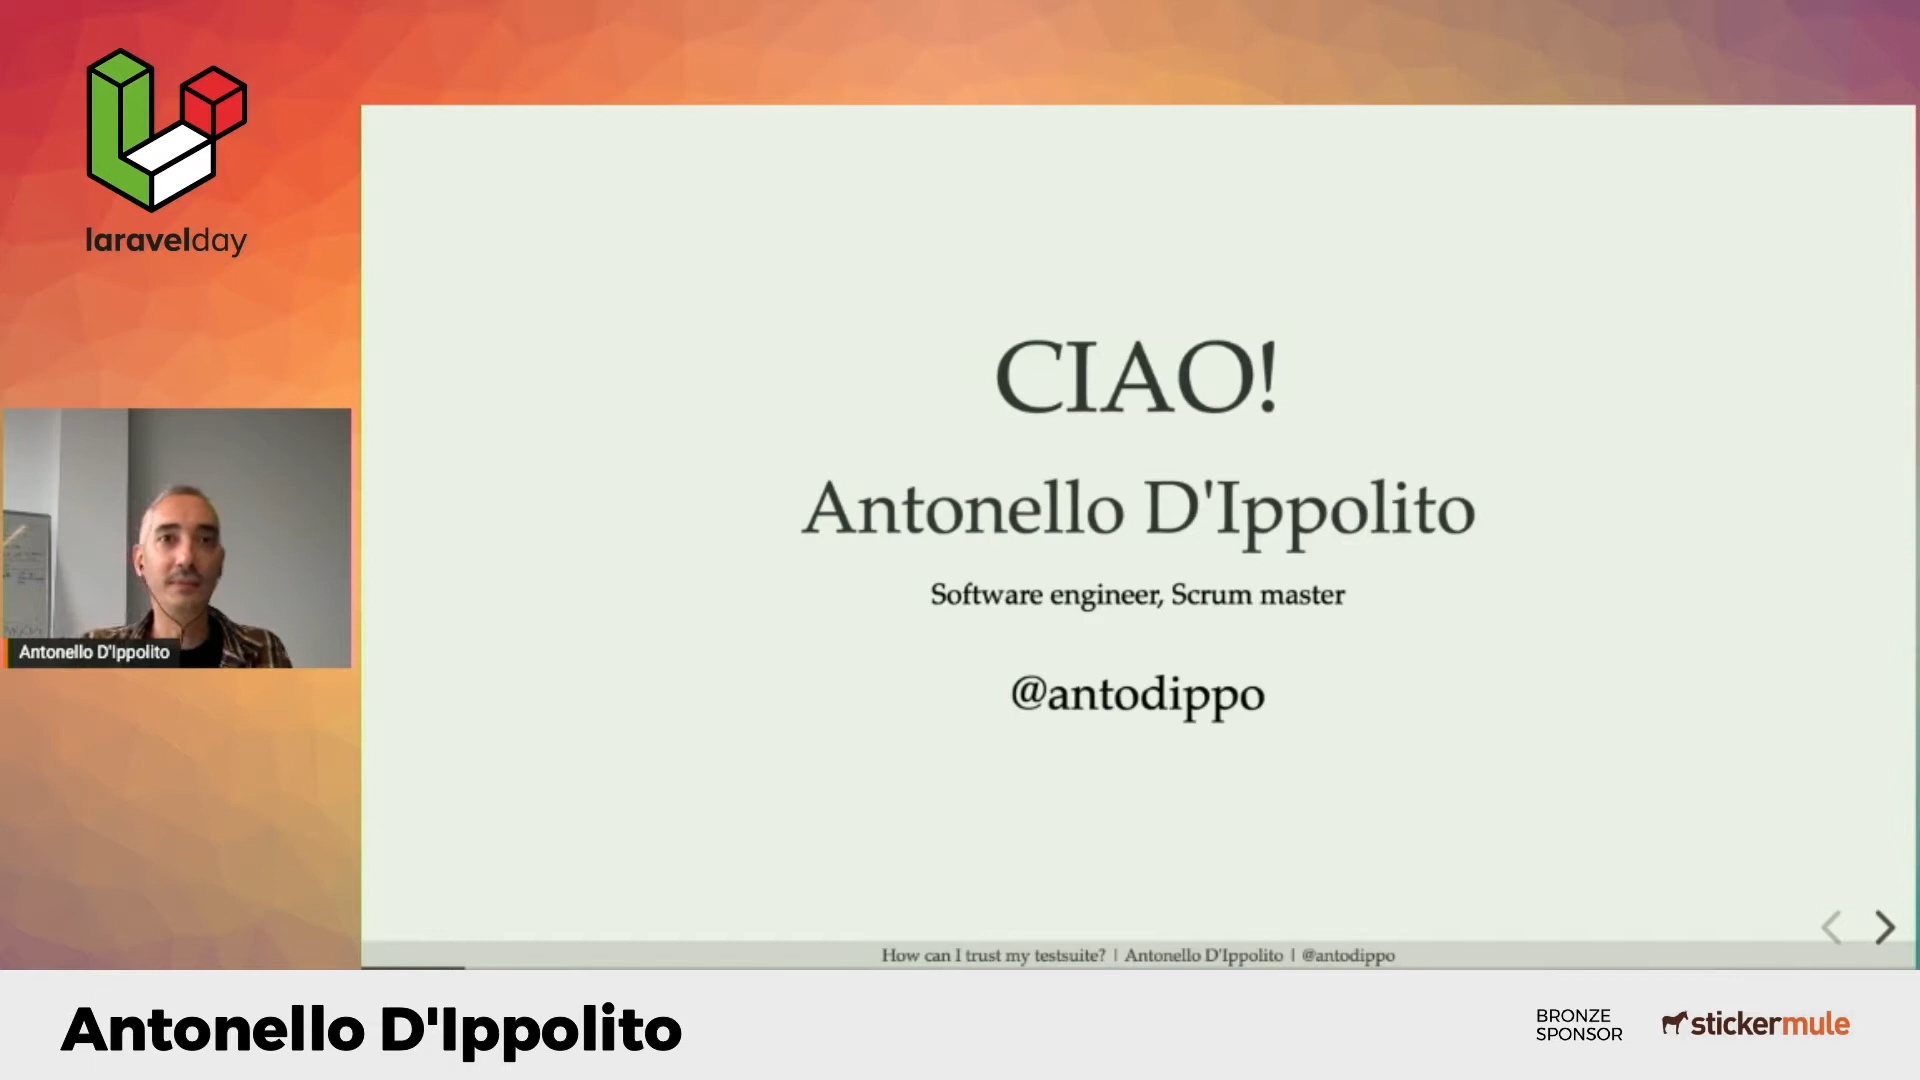 laravelday
CIAO!
Antonello D'Ippolito
Software engineer, Scrum master
@antodippo
Antonello D'Ippolito
How can I trust my testsuite? | Antonello D'Ippolito | @antodippo
Antonello D'Ippolito
BRONZE
SPONSOR
stickermule